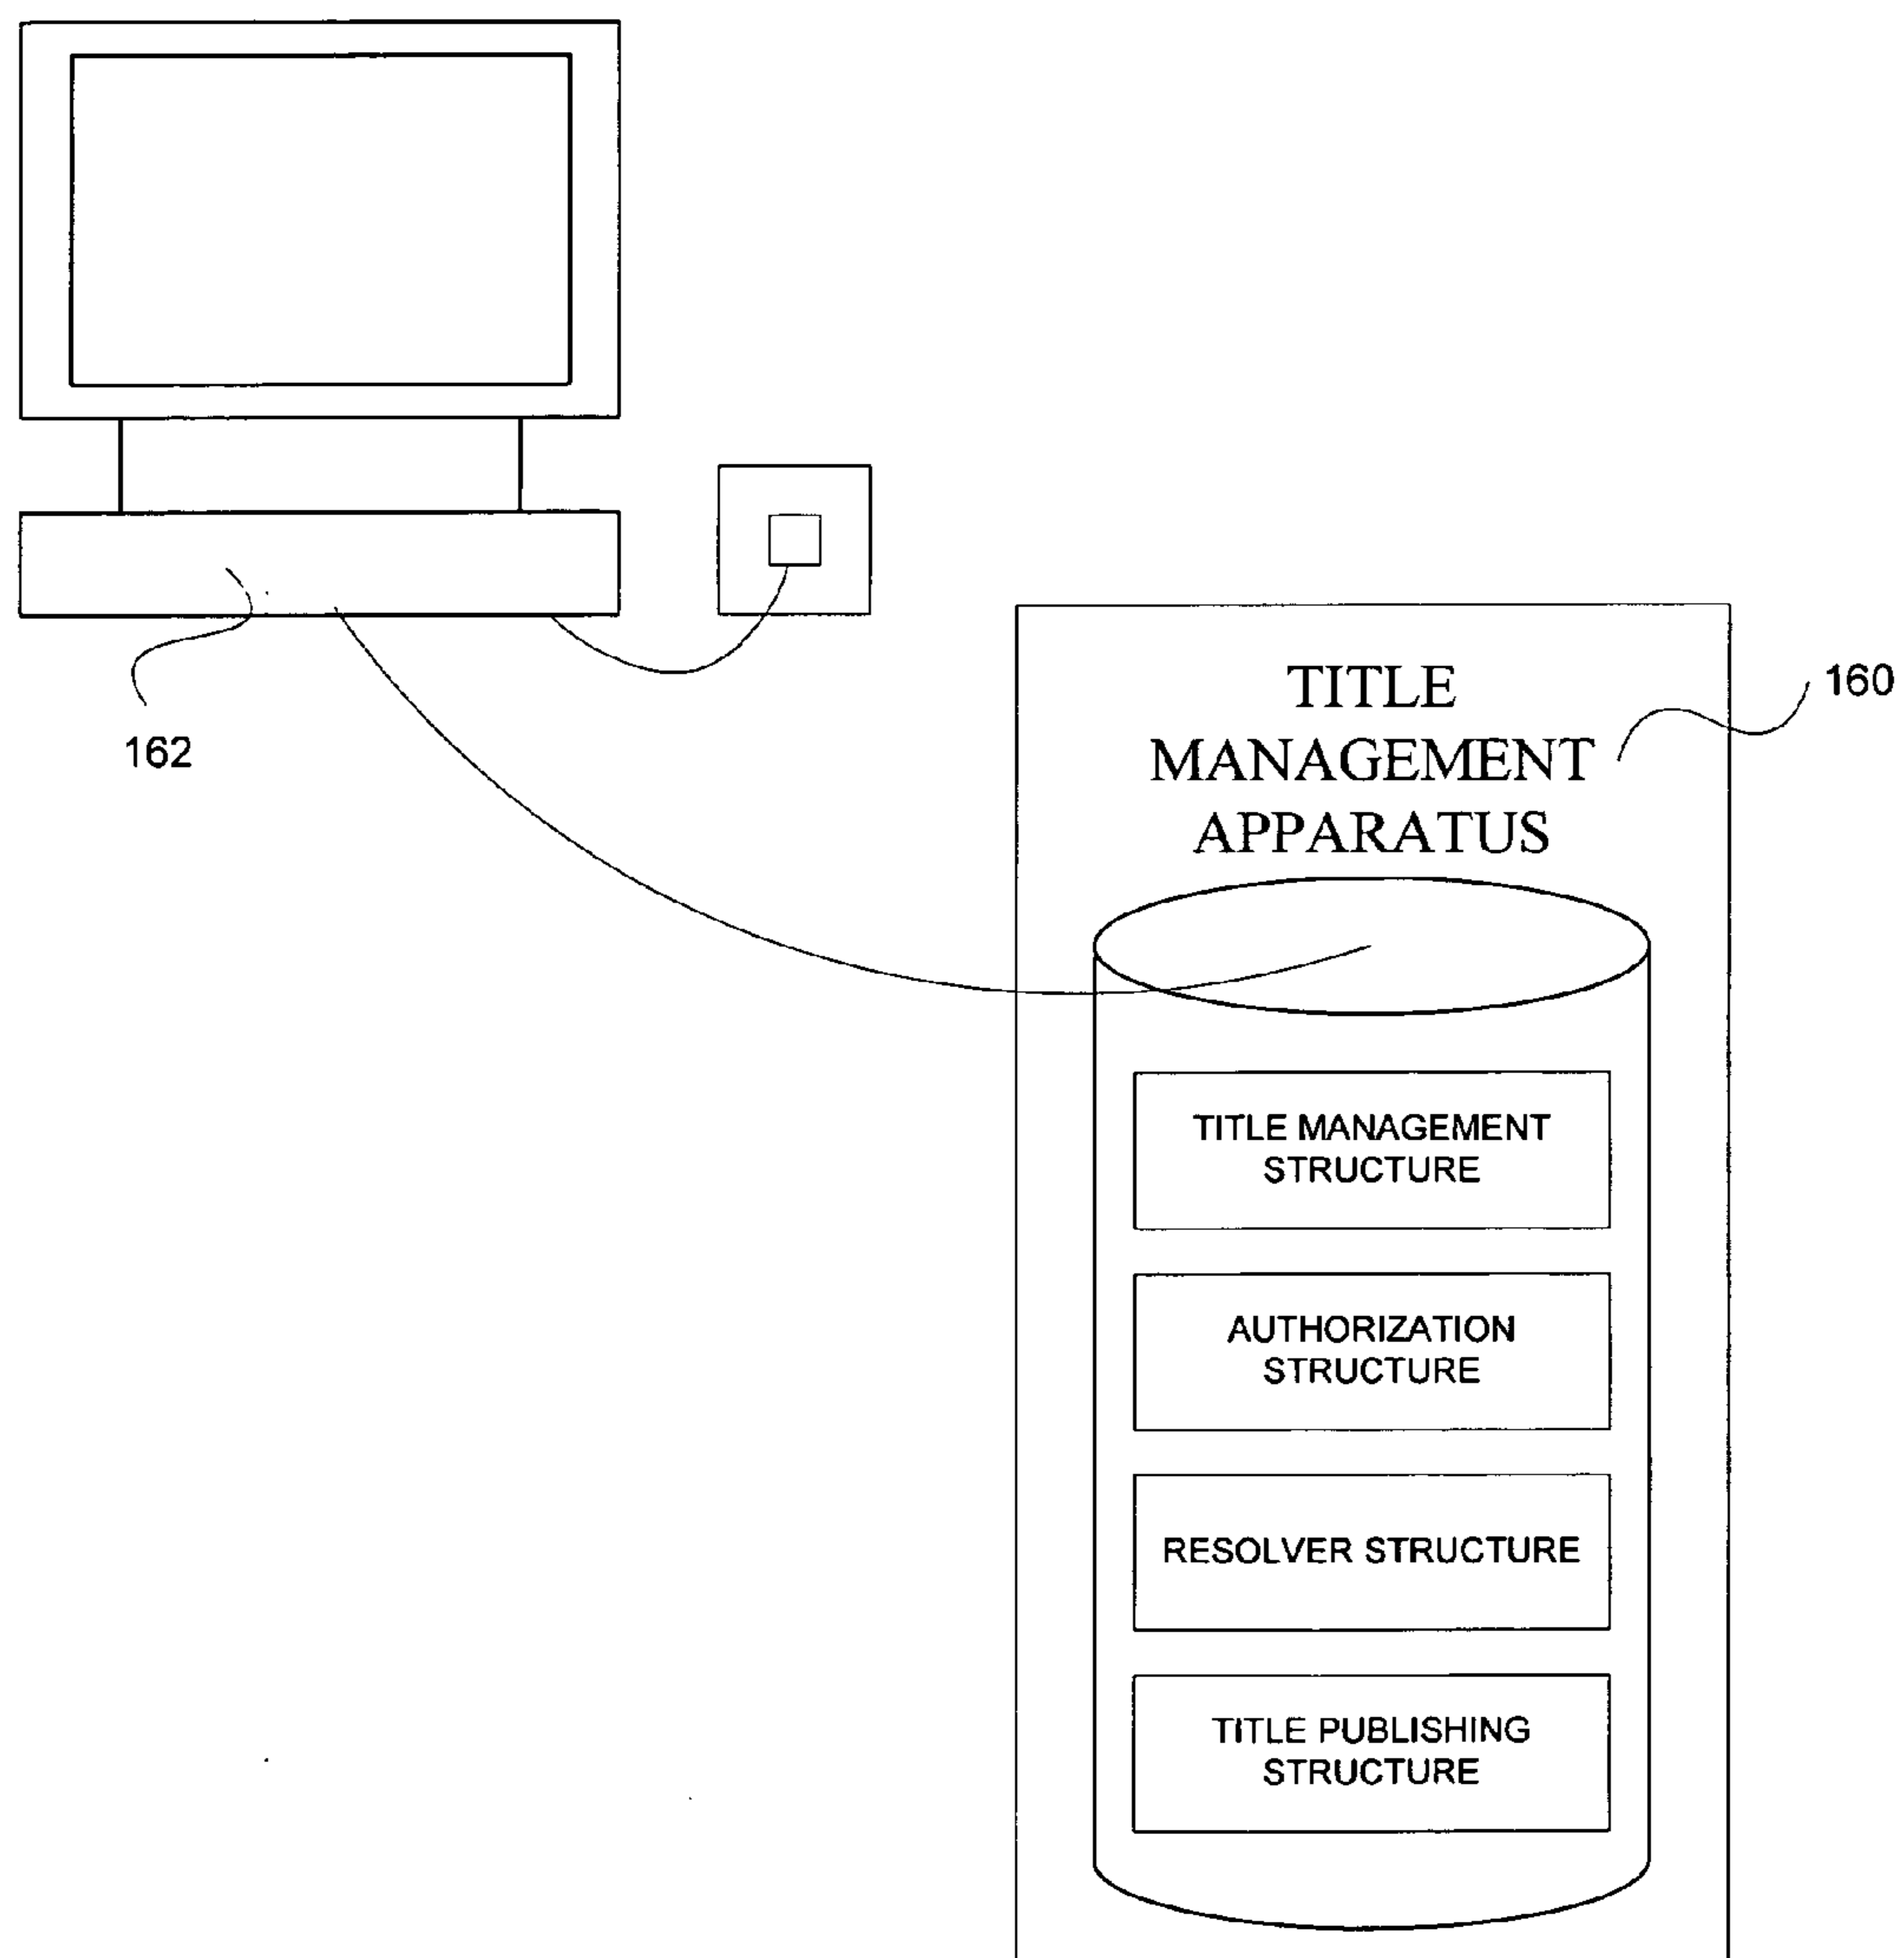 162
TITLE
MANAGEMENT
APPARATUS
160
TITLE MANAGEMENT
STRUCTURE
AUTHORIZATION
STRUCTURE
RESOLVER STRUCTURE
TITLE PUBLISHING
STRUCTURE